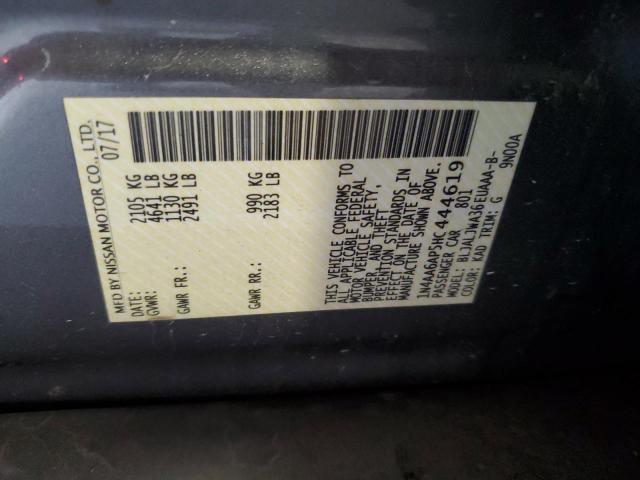 MFD BY NISSAN MOTOR CO., LTD.
DATE: 07/17
GVWR: 2105 KG
4641 LB
GAWR FR: 1130 KG
2491 LB
GAWR RR: 990 KG
2183 LB
THIS VEHICLE CONFORMS TO
ALL APPLICABLE FEDERAL
MOTOR VEHICLE SAFETY,
BUMPER, AND THEFT
PREVENTION STANDARDS IN
EFFECT ON THE DATE OF
MANUFACTURE SHOWN ABOVE.
1N4AA6AP5HC444619
PASSENGER CAR 801
MODEL: BLJALJWA36EUAAA-B-
COLOR: KAD TRIM: G 9N00A